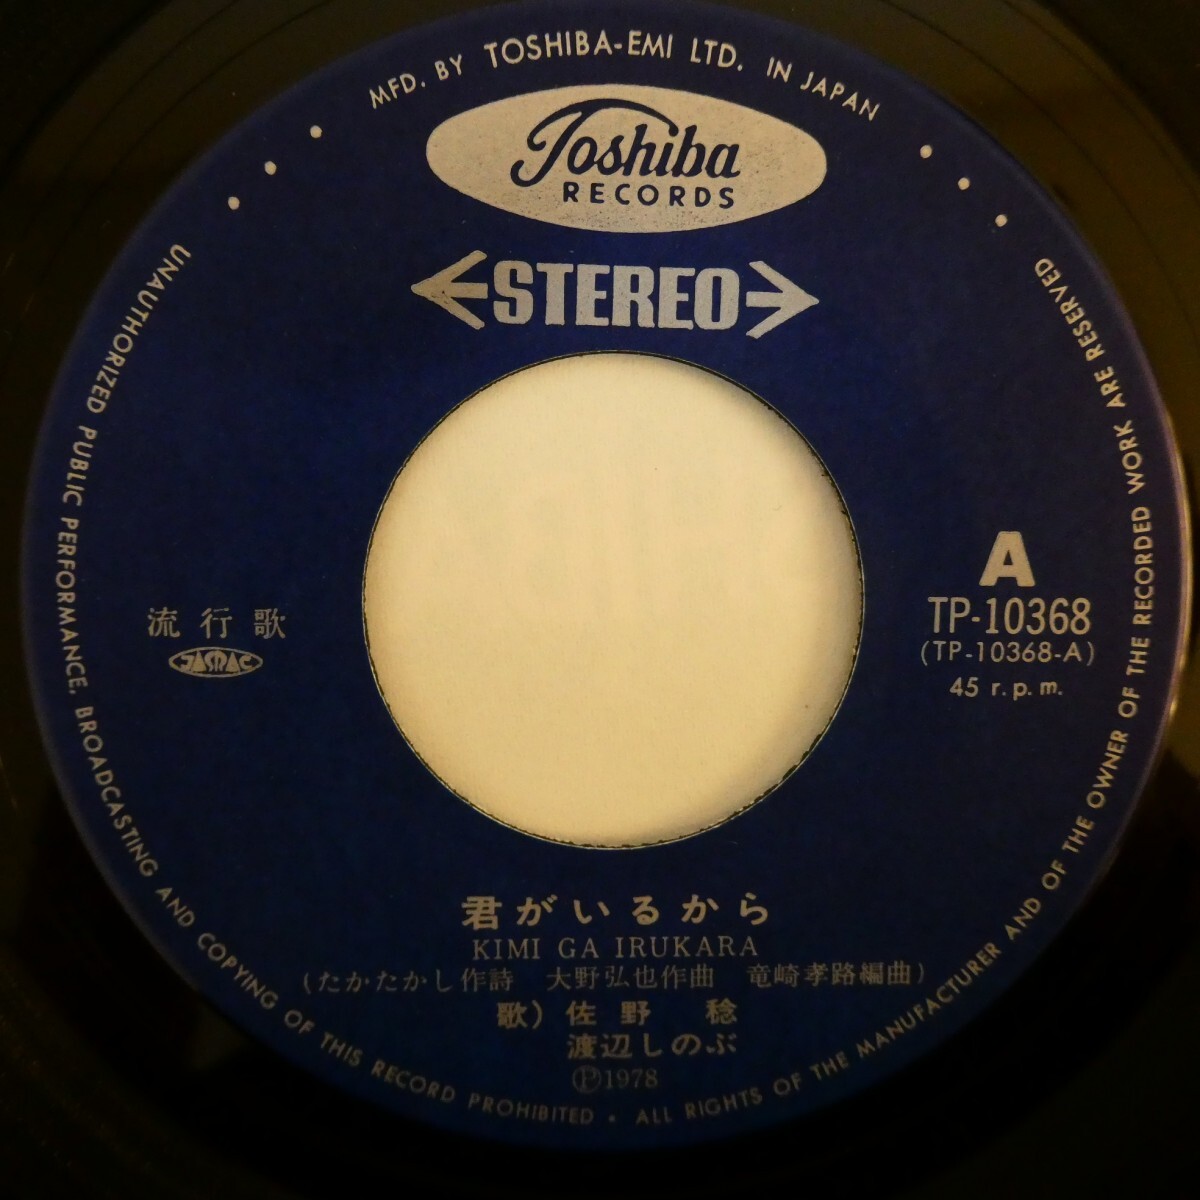 MFD. BY TOSHIBA-EMI LTD. IN JAPAN
Toshiba
RECORDS
STEREO
流行歌
JASRAC
A
TP-10368
(TP-10368-A)
45 r.p.m.
君がいるから
KIMI GA IRUKARA
(たかたかし作詩 大野弘也作曲 竜崎孝路編曲)
歌) 佐野 稔
渡辺しのぶ
Ⓟ1978
UNAUTHORIZED PUBLIC PERFORMANCE, BROADCASTING AND COPYING OF THIS RECORD PROHIBITED • ALL RIGHTS OF THE MANUFACTURER AND OF THE OWNER OF THE RECORDED WORK ARE RESERVED